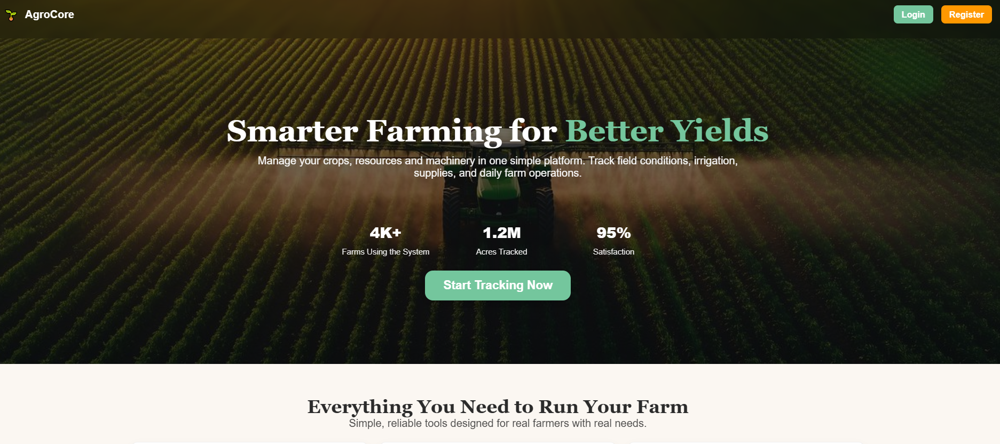 AgroCore
Login
Register
Smarter Farming for Better Yields
Manage your crops, resources and machinery in one simple platform. Track field conditions, irrigation,
supplies, and daily farm operations.
4K+
1.2M
95%
Farms Using the System
Acres Tracked
Satisfaction
Start Tracking Now
Everything You Need to Run Your Farm
Simple, reliable tools designed for real farmers with real needs.